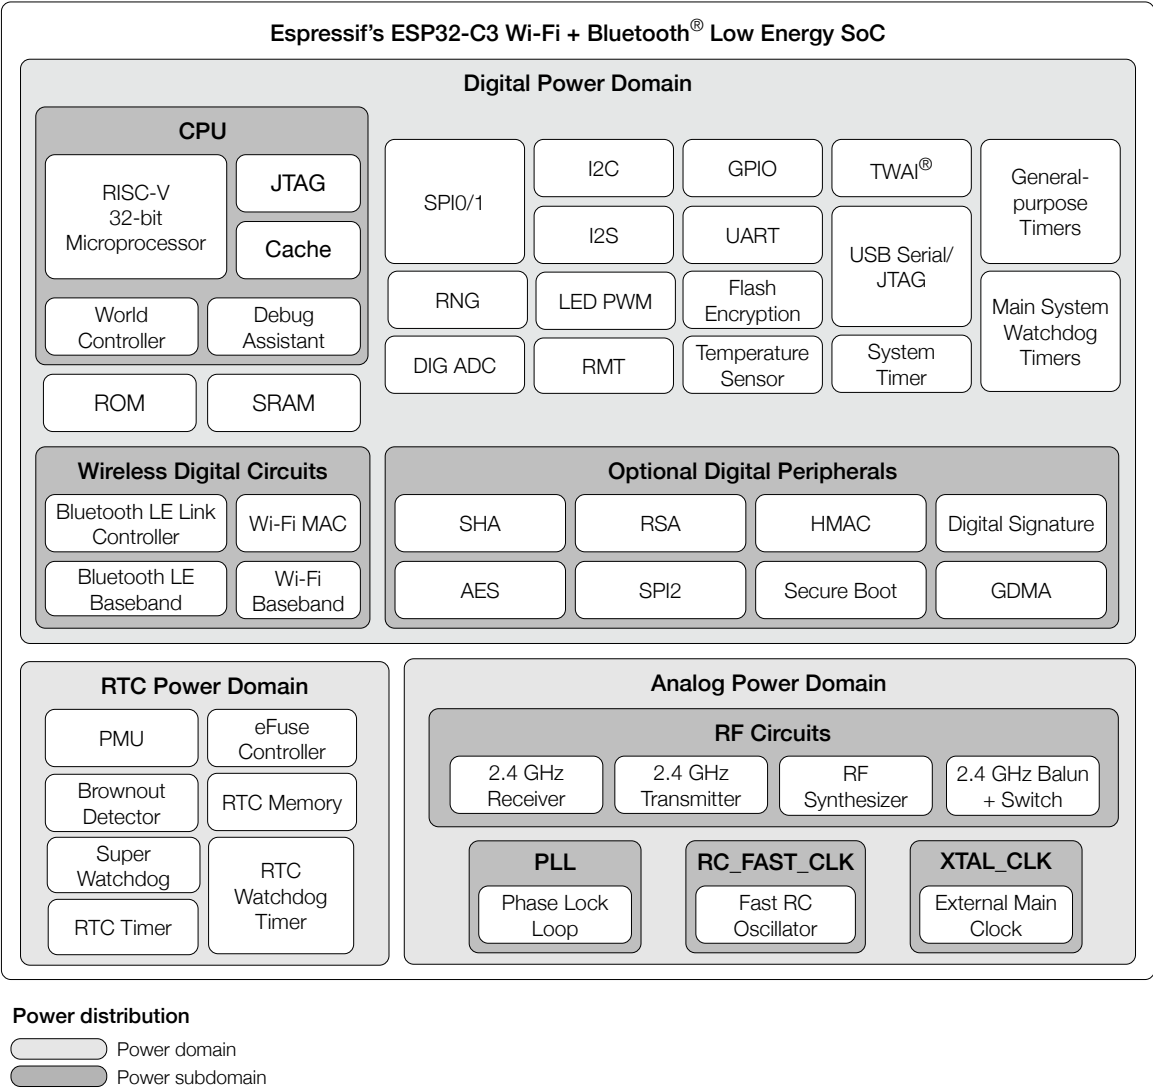 Espressif's ESP32-C3 Wi-Fi + Bluetooth® Low Energy SoC
Digital Power Domain
CPU
RISC-V
32-bit
Microprocessor
JTAG
Cache
World
Controller
Debug
Assistant
ROM
SRAM
SPI0/1
I2C
GPIO
TWAI®
General-
purpose
Timers
I2S
UART
USB Serial/
JTAG
RNG
LED PWM
Flash
Encryption
Main System
Watchdog
Timers
DIG ADC
RMT
Temperature
Sensor
System
Timer
Wireless Digital Circuits
Bluetooth LE Link
Controller
Wi-Fi MAC
Bluetooth LE
Baseband
Wi-Fi
Baseband
Optional Digital Peripherals
SHA
RSA
HMAC
Digital Signature
AES
SPI2
Secure Boot
GDMA
RTC Power Domain
PMU
eFuse
Controller
Brownout
Detector
RTC Memory
Super
Watchdog
RTC
Watchdog
Timer
RTC Timer
Analog Power Domain
RF Circuits
2.4 GHz
Receiver
2.4 GHz
Transmitter
RF
Synthesizer
2.4 GHz Balun
+ Switch
PLL
Phase Lock
Loop
RC_FAST_CLK
Fast RC
Oscillator
XTAL_CLK
External Main
Clock
Power distribution
Power domain
Power subdomain